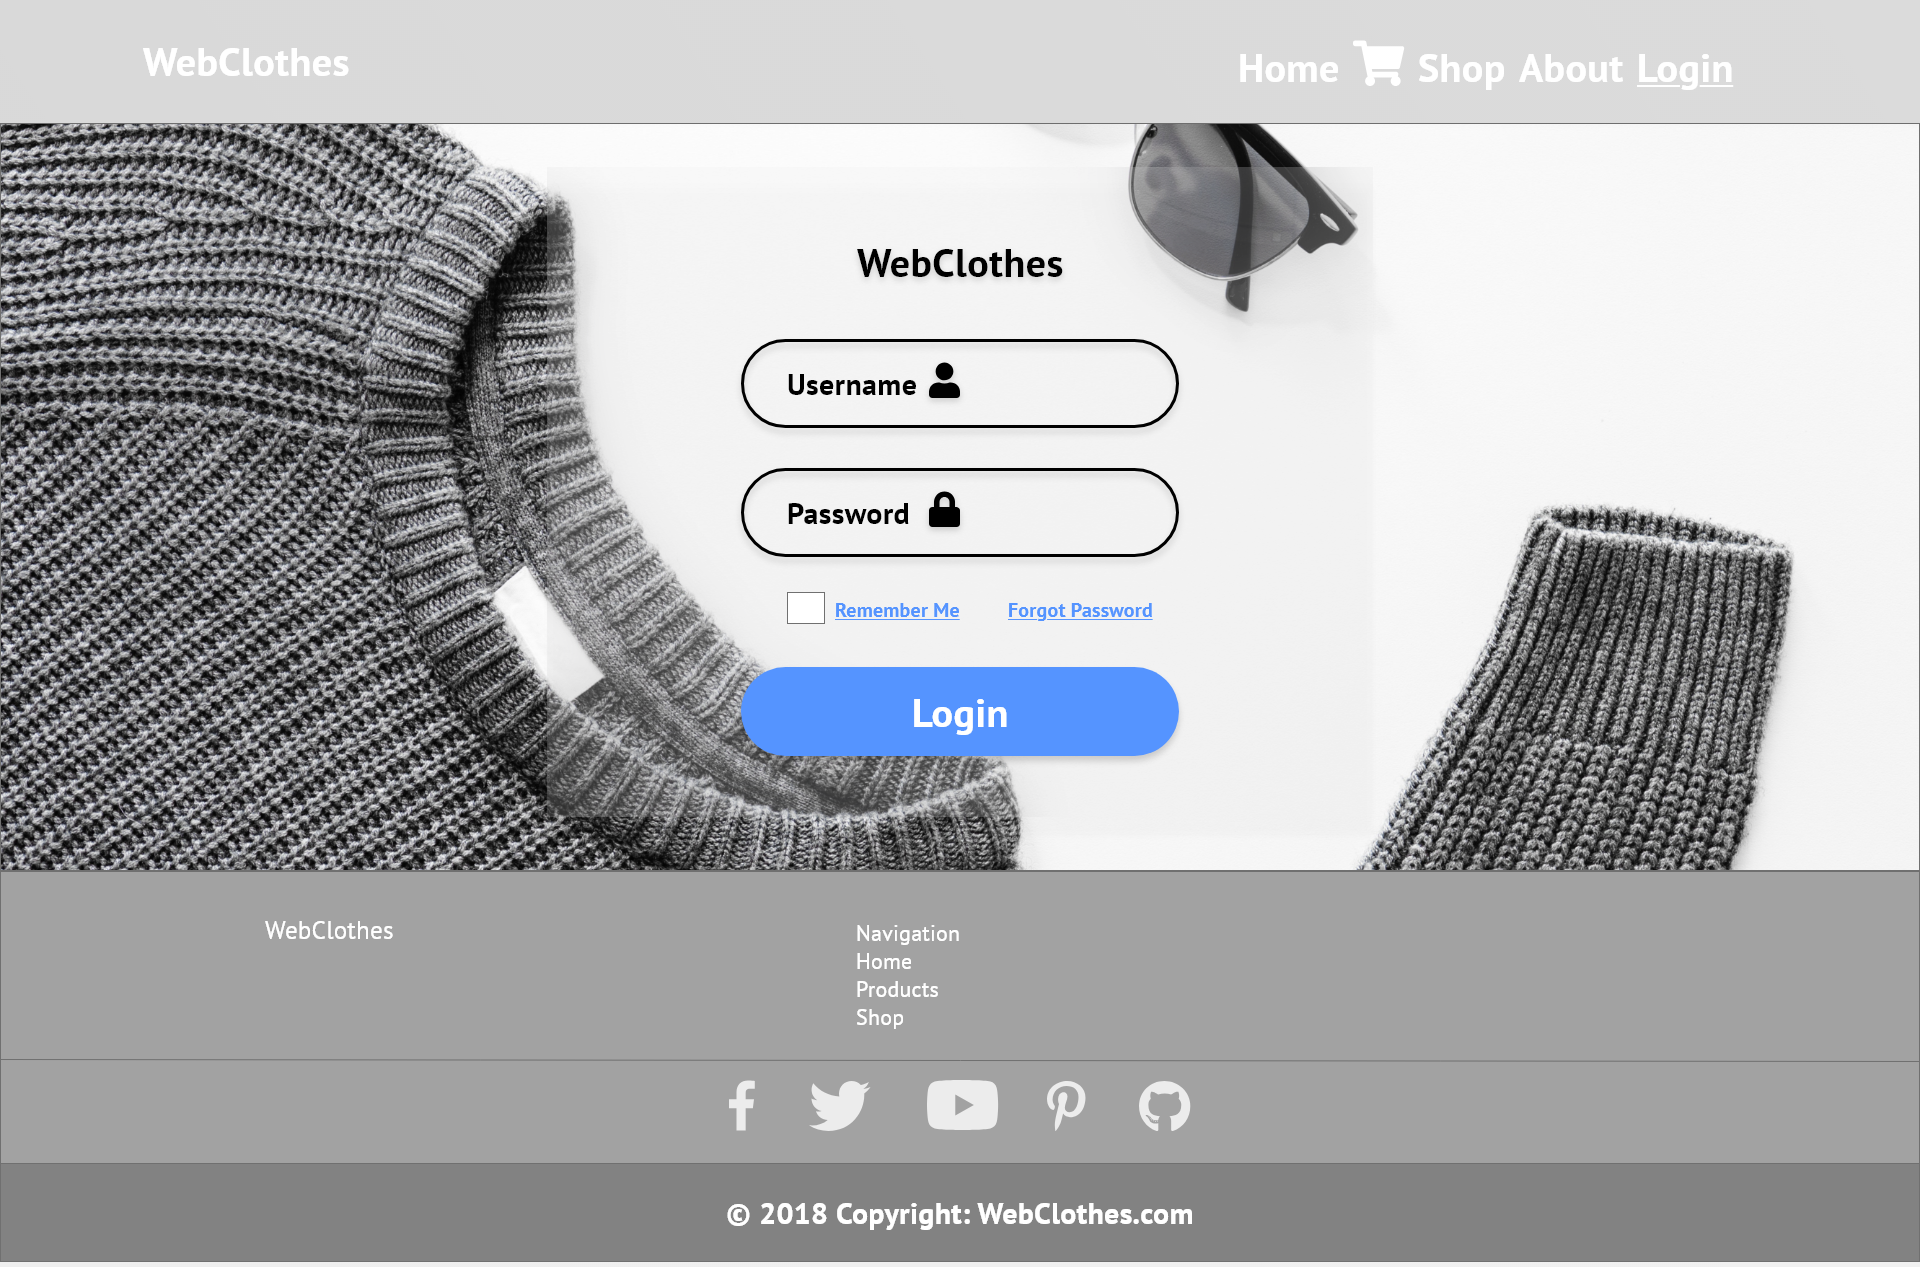 WebClothes
Home Shop About Login
WebClothes
Username
Password
Remember Me Forgot Password
Login
WebClothes
Navigation
Home
Products
Shop
© 2018 Copyright: WebClothes.com